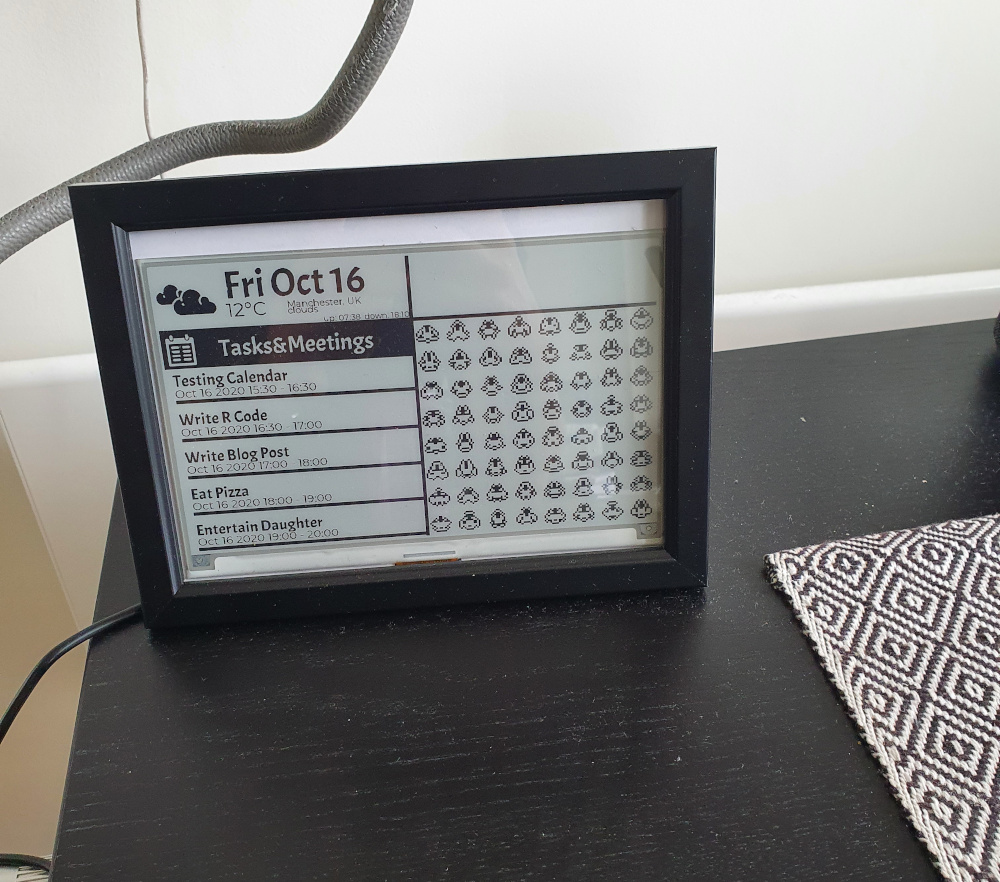 Fri Oct 16
12°C
Manchester, UK
clouds
up: 07:38 down: 18:10
Tasks&Meetings
Testing Calendar
Oct 16 2020 15:30 - 16:30
Write R Code
Oct 16 2020 16:30 - 17:00
Write Blog Post
Oct 16 2020 17:00 - 18:00
Eat Pizza
Oct 16 2020 18:00 - 19:00
Entertain Daughter
Oct 16 2020 19:00 - 20:00